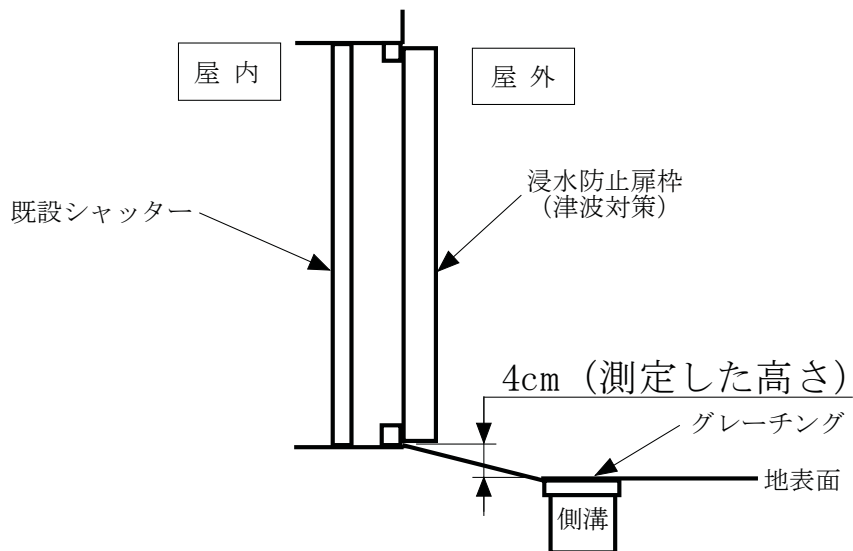 屋 内
屋 外
浸水防止扉枠
（津波対策）
既設シャッター
4cm（測定した高さ）
グレーチング
地表面
側溝